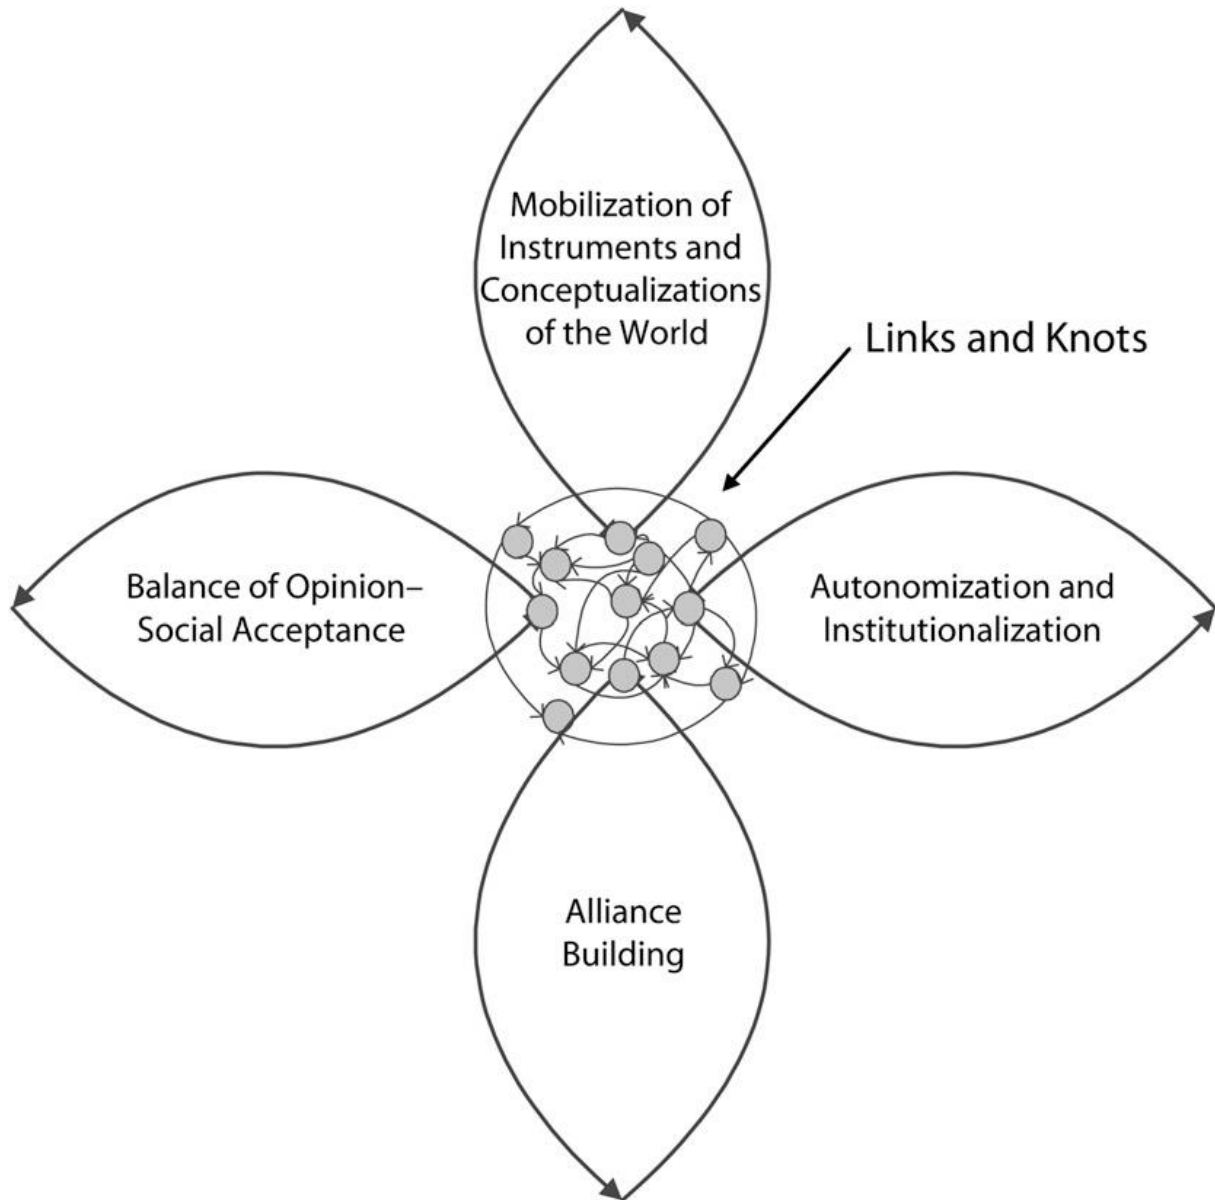 Mobilization of
Instruments and
Conceptualizations
of the World
Links and Knots
Balance of Opinion–
Social Acceptance
Autonomization and
Institutionalization
Alliance
Building